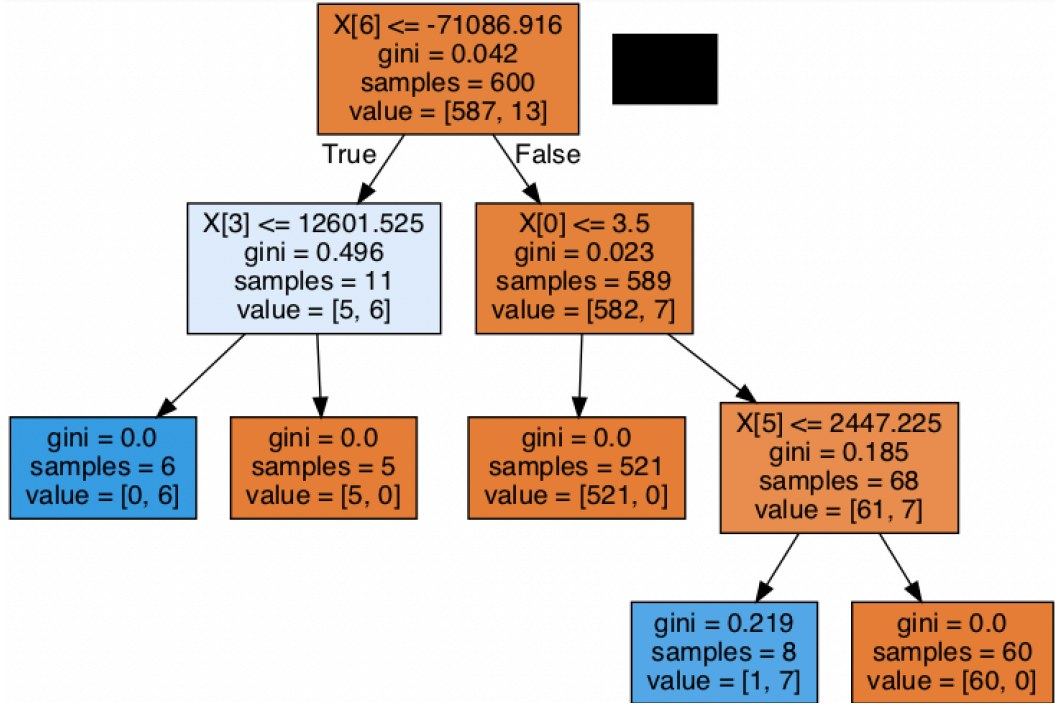 X[6] <= -71086.916
gini = 0.042
samples = 600
value = [587, 13]
True
False
X[3] <= 12601.525
gini = 0.496
samples = 11
value = [5, 6]
X[0] <= 3.5
gini = 0.023
samples = 589
value = [582, 7]
gini = 0.0
samples = 6
value = [0, 6]
gini = 0.0
samples = 5
value = [5, 0]
gini = 0.0
samples = 521
value = [521, 0]
X[5] <= 2447.225
gini = 0.185
samples = 68
value = [61, 7]
gini = 0.219
samples = 8
value = [1, 7]
gini = 0.0
samples = 60
value = [60, 0]